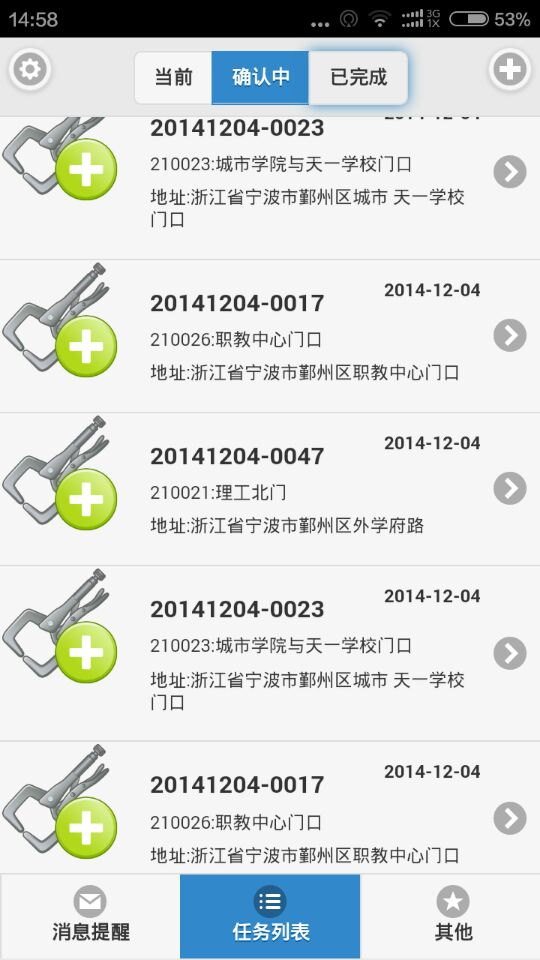 14:58
3G
1X
53%
当前
确认中
已完成
20141204-0023
210023:城市学院与天一学校门口
地址:浙江省宁波市鄞州区城市 天一学校
门口
2014-12-04
20141204-0017
210026:职教中心门口
地址:浙江省宁波市鄞州区职教中心门口
2014-12-04
20141204-0047
210021:理工北门
地址:浙江省宁波市鄞州区外学府路
2014-12-04
20141204-0023
210023:城市学院与天一学校门口
地址:浙江省宁波市鄞州区城市 天一学校
门口
2014-12-04
20141204-0017
210026:职教中心门口
地址:浙江省宁波市鄞州区职教中心门口
消息提醒
任务列表
其他